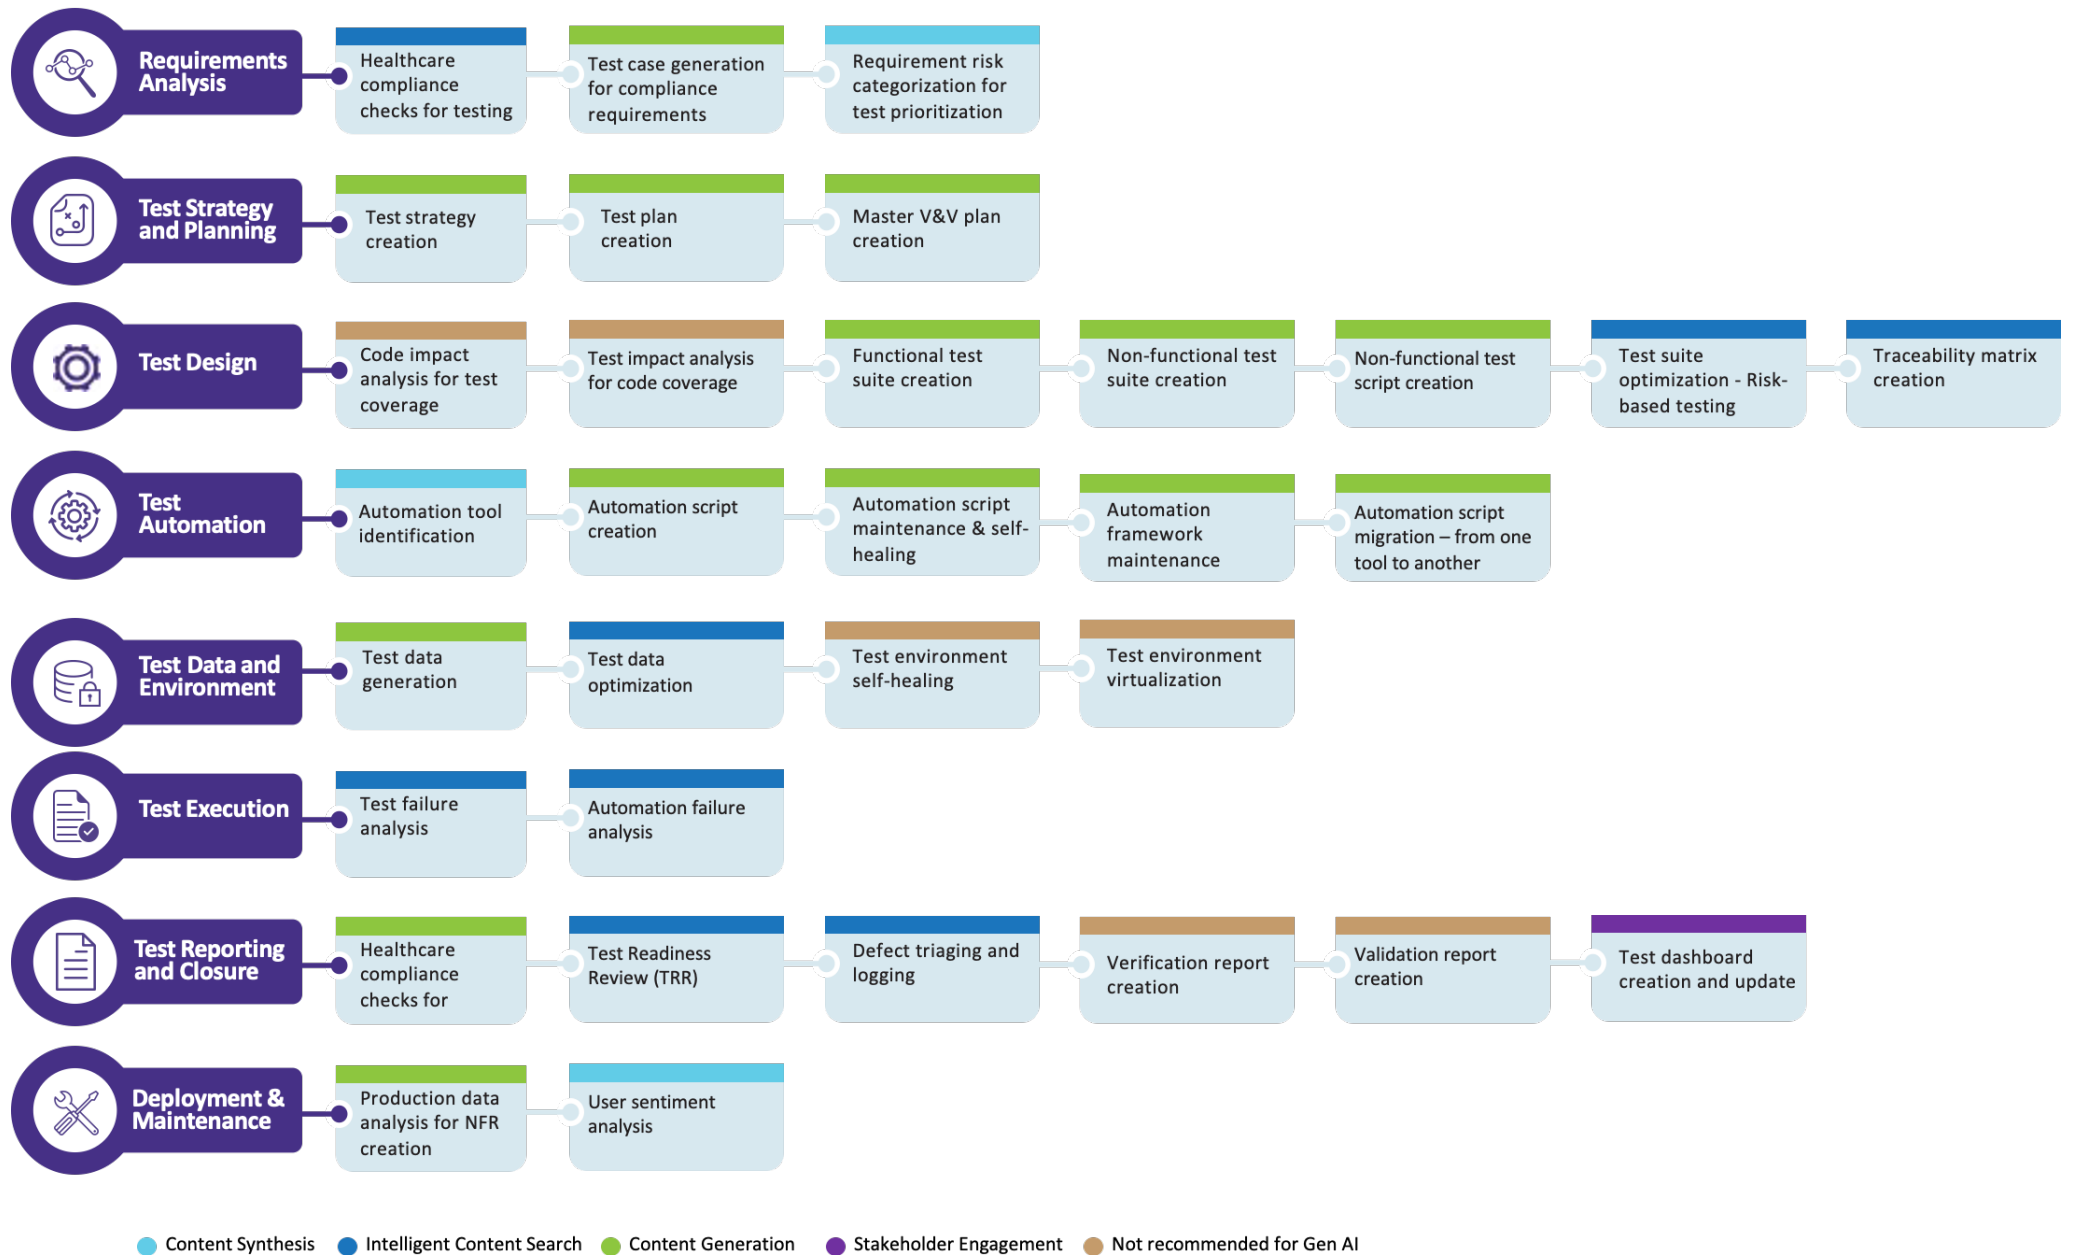 Requirements
Analysis
Healthcare
compliance
checks for testing
Test case generation
for compliance
requirements
Requirement risk
categorization for
test prioritization
Test Strategy
and Planning
Test strategy
creation
Test plan
creation
Master V&V plan
creation
Test Design
Code impact
analysis for test
coverage
Test impact analysis
for code coverage
Functional test
suite creation
Non-functional test
suite creation
Non-functional test
script creation
Test suite
optimization - Risk-
based testing
Traceability matrix
creation
Test
Automation
Automation tool
identification
Automation script
creation
Automation script
maintenance & self-
healing
Automation
framework
maintenance
Automation script
migration – from one
tool to another
Test Data and
Environment
Test data
generation
Test data
optimization
Test environment
self-healing
Test environment
virtualization
Test Execution
Test failure
analysis
Automation failure
analysis
Test Reporting
and Closure
Healthcare
compliance
checks for
Test Readiness
Review (TRR)
Defect triaging and
logging
Verification report
creation
Validation report
creation
Test dashboard
creation and update
Deployment &
Maintenance
Production data
analysis for NFR
creation
User sentiment
analysis
Content Synthesis
Intelligent Content Search
Content Generation
Stakeholder Engagement
Not recommended for Gen AI